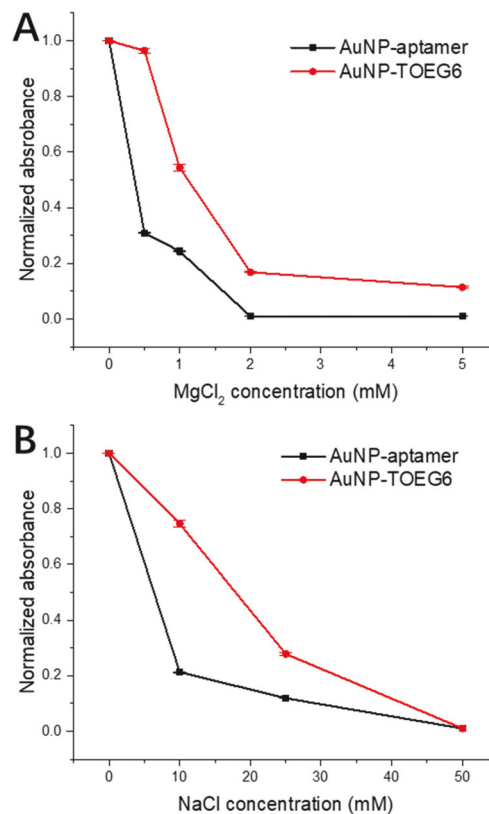 A
AuNP-aptamer
AuNP-TOEG6
Normalized absrobance
1.0
0.8
0.6
0.4
0.2
0.0
0 1 2 3 4 5
MgCl₂ concentration (mM)
B
AuNP-aptamer
AuNP-TOEG6
Normalized absorbance
1.0
0.8
0.6
0.4
0.2
0.0
0 10 20 30 40 50
NaCl concentration (mM)